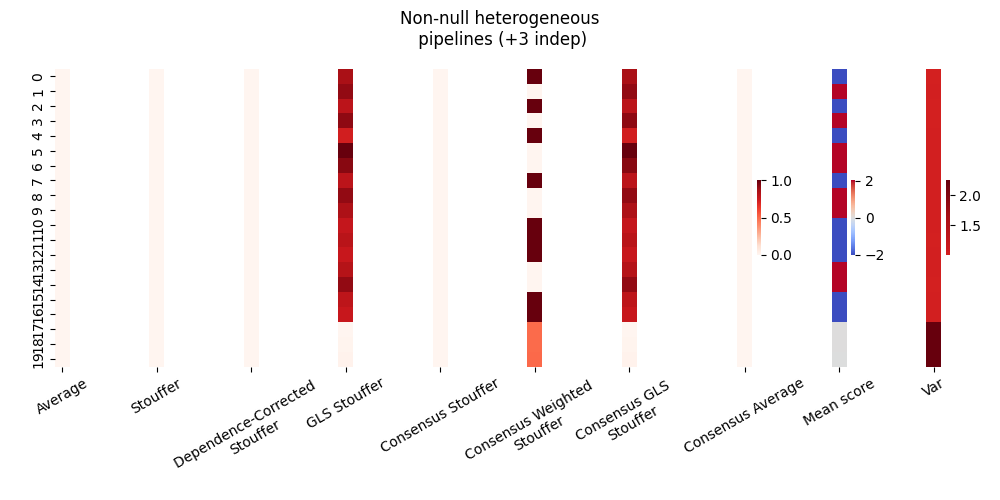 Non-null heterogeneous
pipelines (+3 indep)
0
1
2
3
4
5
6
7
8
9
10
11
12
13
14
15
16
17
18
19
1.0
0.5
0.0
2
0
−2
2.0
1.5
Average
Stouffer
Dependence-Corrected
Stouffer
GLS Stouffer
Consensus Stouffer
Consensus Weighted
Stouffer
Consensus GLS
Stouffer
Consensus Average
Mean score
Var